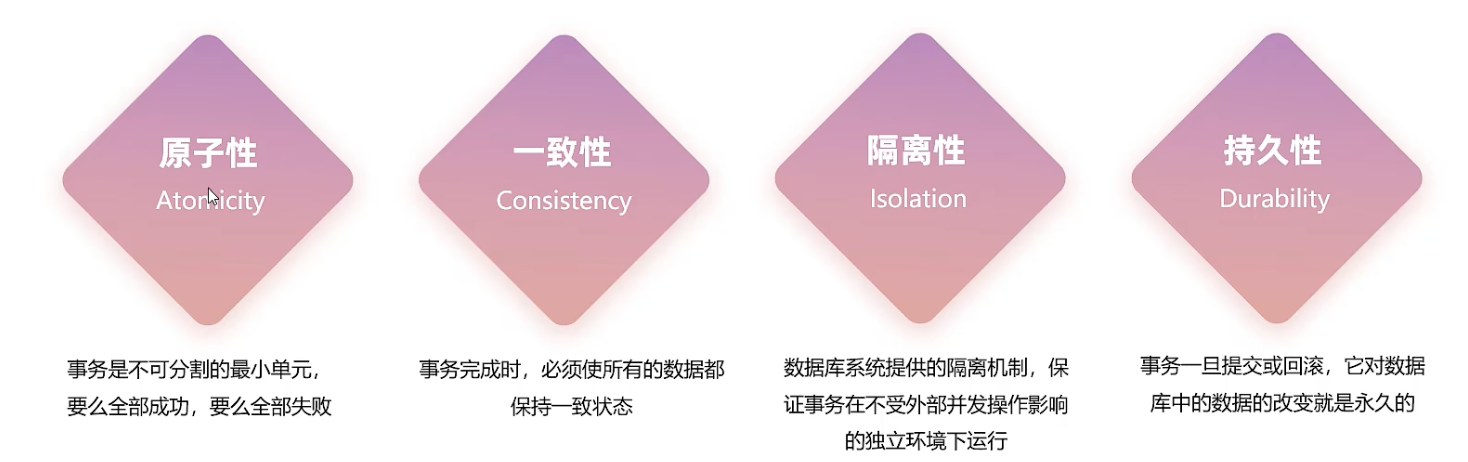 原子性
Atomicity
事务是不可分割的最小单元，
要么全部成功，要么全部失败
一致性
Consistency
事务完成时，必须使所有的数据都
保持一致状态
隔离性
Isolation
数据库系统提供的隔离机制，保
证事务在不受外部并发操作影响
的独立环境下运行
持久性
Durability
事务一旦提交或回滚，它对数据
库中的数据的改变就是永久的